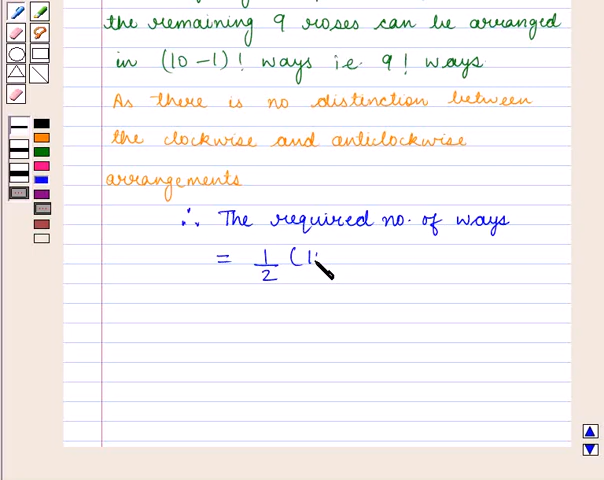 the remaining 9 roses can be arranged
in (10-1)! ways i.e. 9! ways
As there is no distinction between
the clockwise and anticlockwise
arrangements
∴ The required no. of ways
= 1/2 (1